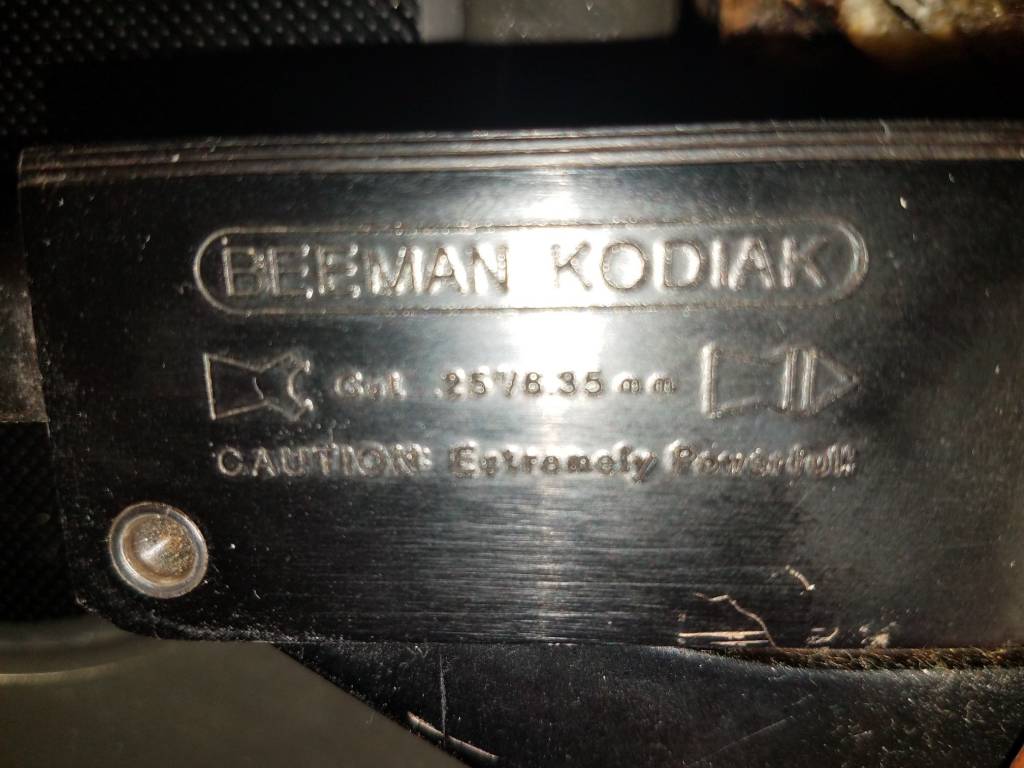 BEEMAN KODIAK
Cal. .25"/6.35 mm
CAUTION: Extremely Powerful!